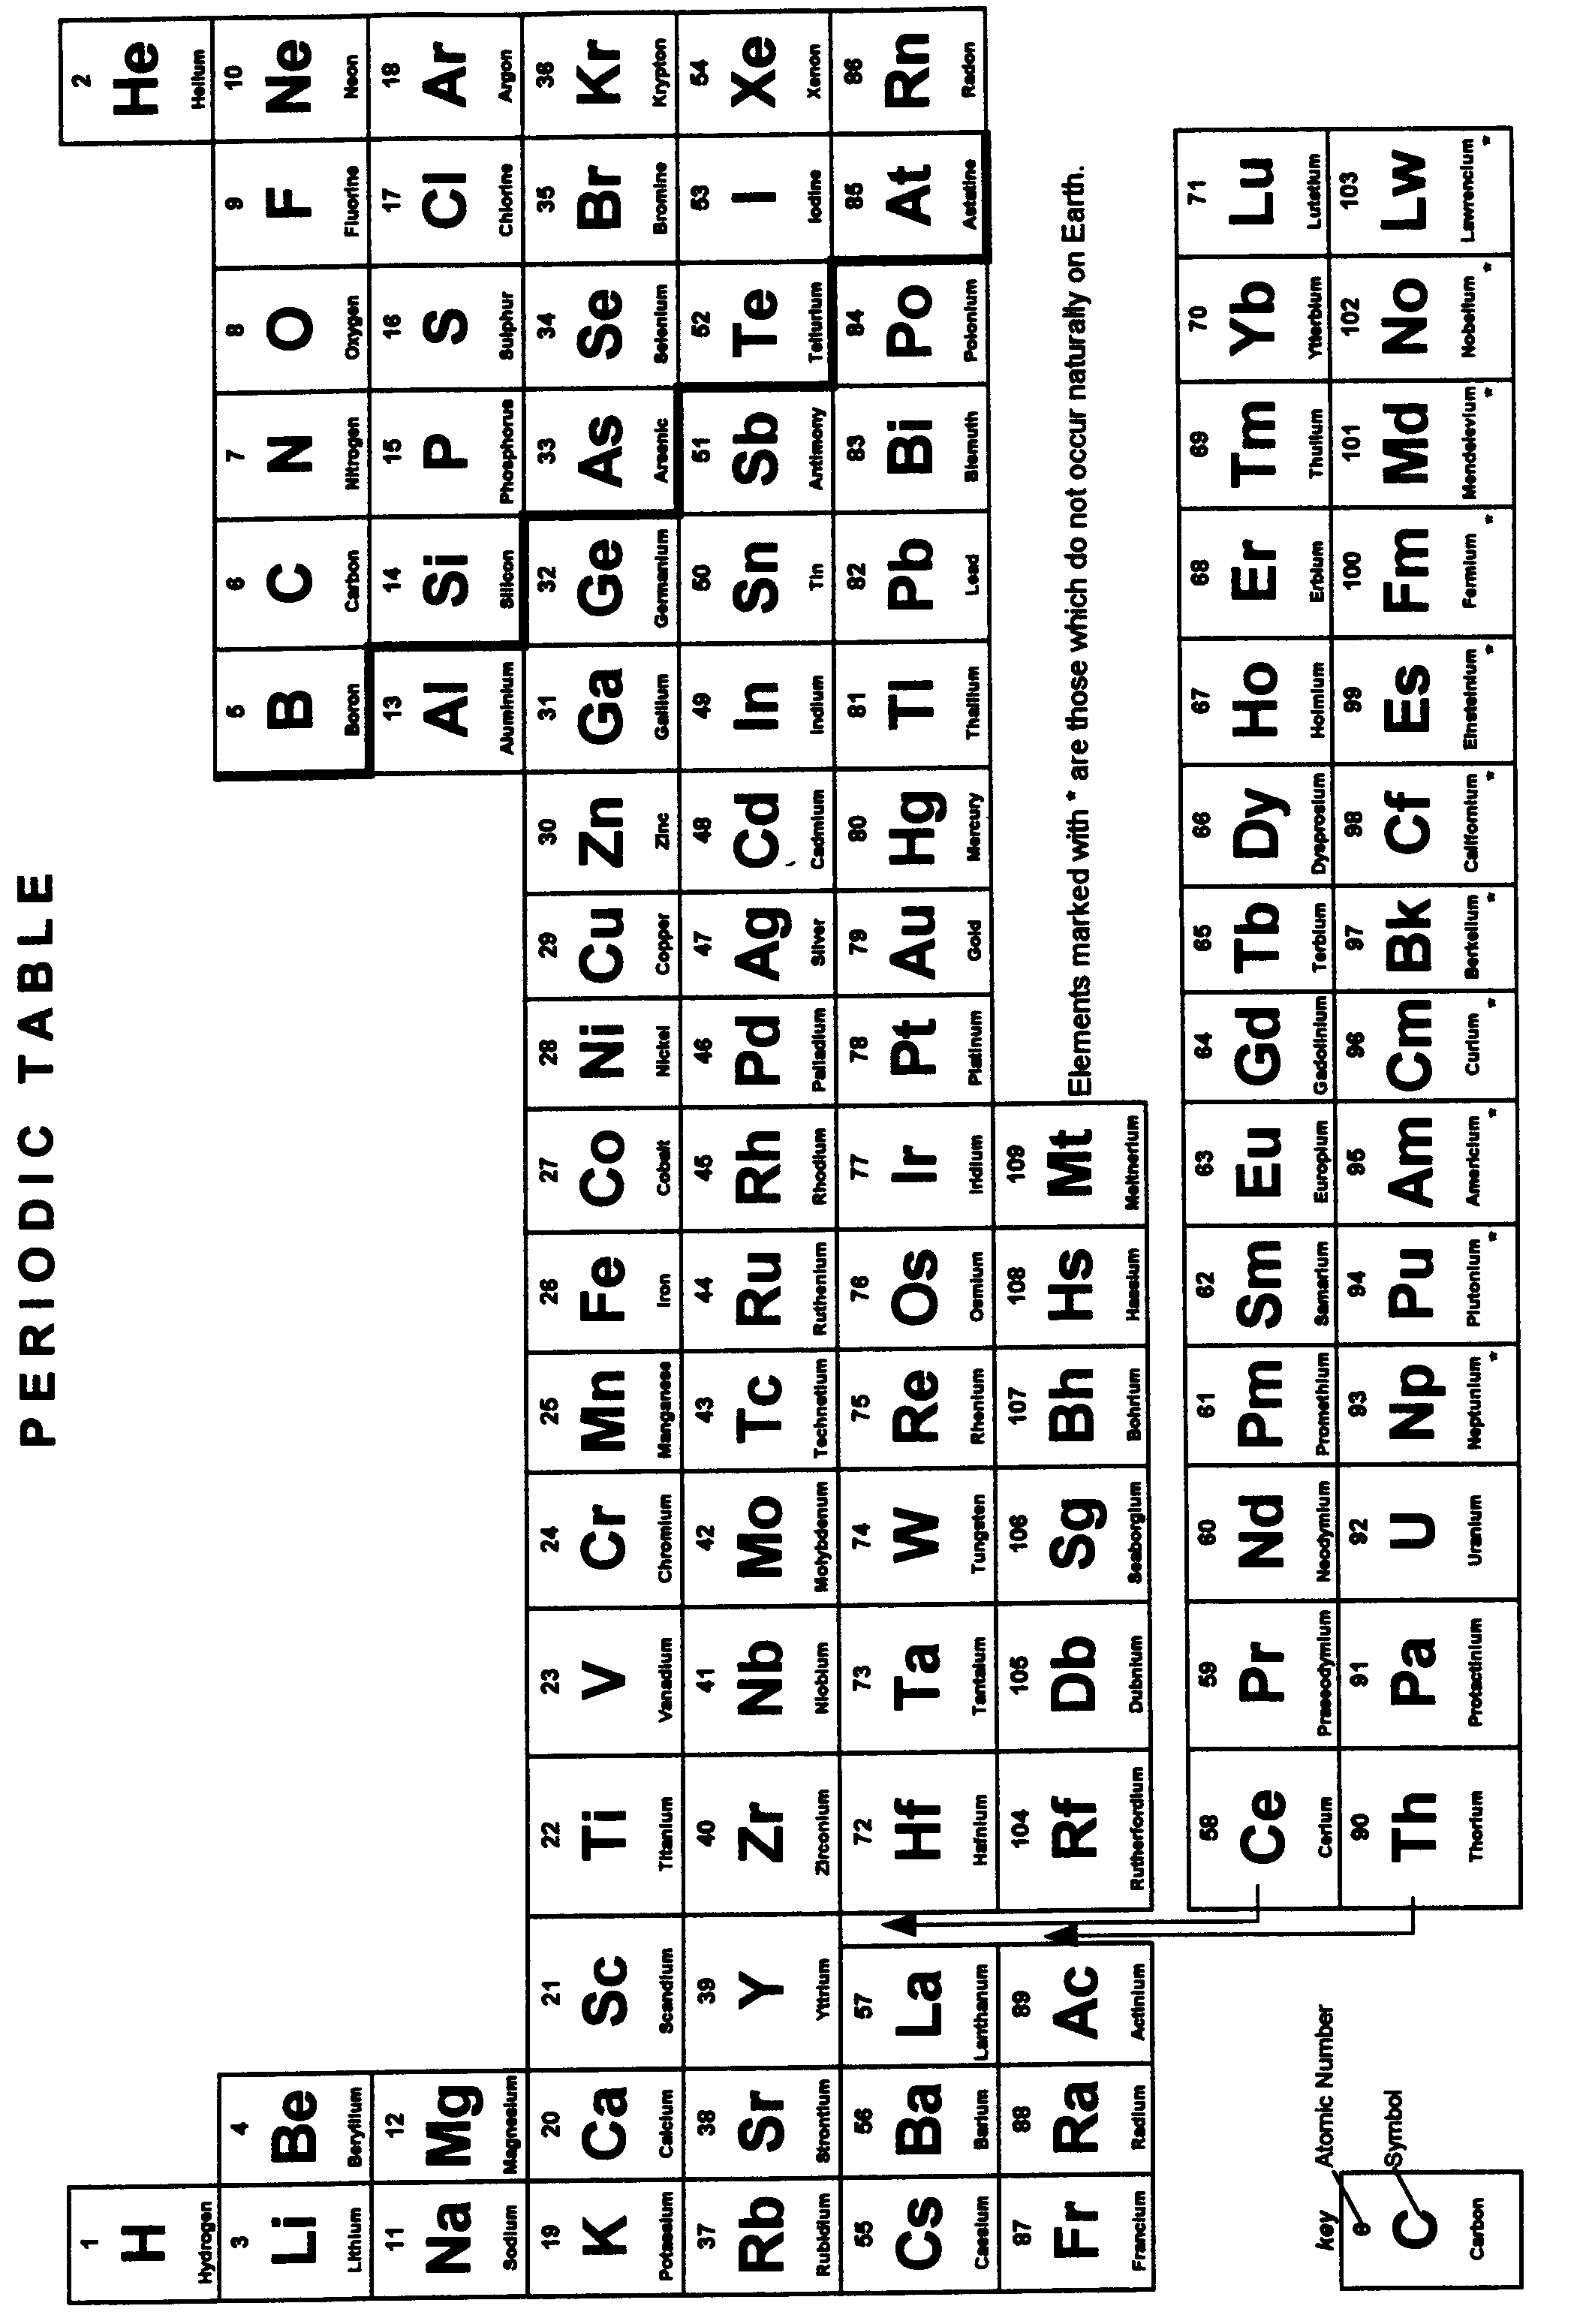 PERIODIC TABLE
1 2
H He
Hydrogen Helium
3 4 5 6 7 8 9 10
Li Be B C N O F Ne
Lithium Beryllium Boron Carbon Nitrogen Oxygen Fluorine Neon
11 12 13 14 15 16 17 18
Na Mg Al Si P S Cl Ar
Sodium Magnesium Aluminium Silicon Phosphorus Sulphur Chlorine Argon
19 20 21 22 23 24 25 26 27 28 29 30 31 32 33 34 35 36
K Ca Sc Ti V Cr Mn Fe Co Ni Cu Zn Ga Ge As Se Br Kr
Potassium Calcium Scandium Titanium Vanadium Chromium Manganese Iron Cobalt Nickel Copper Zinc Gallium Germanium Arsenic Selenium Bromine Krypton
37 38 39 40 41 42 43 44 45 46 47 48 49 50 51 52 53 54
Rb Sr Y Zr Nb Mo Tc Ru Rh Pd Ag Cd In Sn Sb Te I Xe
Rubidium Strontium Yttrium Zirconium Niobium Molybdenum Technetium Ruthenium Rhodium Palladium Silver Cadmium Indium Tin Antimony Tellurium Iodine Xenon
55 56 57 72 73 74 75 76 77 78 79 80 81 82 83 84 85 86
Cs Ba La Hf Ta W Re Os Ir Pt Au Hg Tl Pb Bi Po At Rn
Caesium Barium Lanthanum Hafnium Tantalum Tungsten Rhenium Osmium Iridium Platinum Gold Mercury Thallium Lead Bismuth Polonium Astatine Radon
87 88 89 104 105 106 107 108 109
Fr Ra Ac Rf Db Sg Bh Hs Mt
Francium Radium Actinium Rutherfordium Dubnium Seaborgium Bohrium Hassium Meitnerium
Elements marked with * are those which do not occur naturally on Earth.
58 59 60 61 62 63 64 65 66 67 68 69 70 71
Ce Pr Nd Pm Sm Eu Gd Tb Dy Ho Er Tm Yb Lu
Cerium Praseodymium Neodymium Promethium Samarium Europium Gadolinium Terbium Dysprosium Holmium Erbium Thulium Ytterbium Lutetium
90 91 92 93 94 95 96 97 98 99 100 101 102 103
Th Pa U Np Pu Am Cm Bk Cf Es Fm Md No Lw
Thorium Protactinium Uranium Neptunium Plutonium Americium Curium Berkelium Californium Einsteinium Fermium Mendelevium Nobelium Lawrencium
* * * * * * * * * * *
key
6 Atomic Number
C Symbol
Carbon